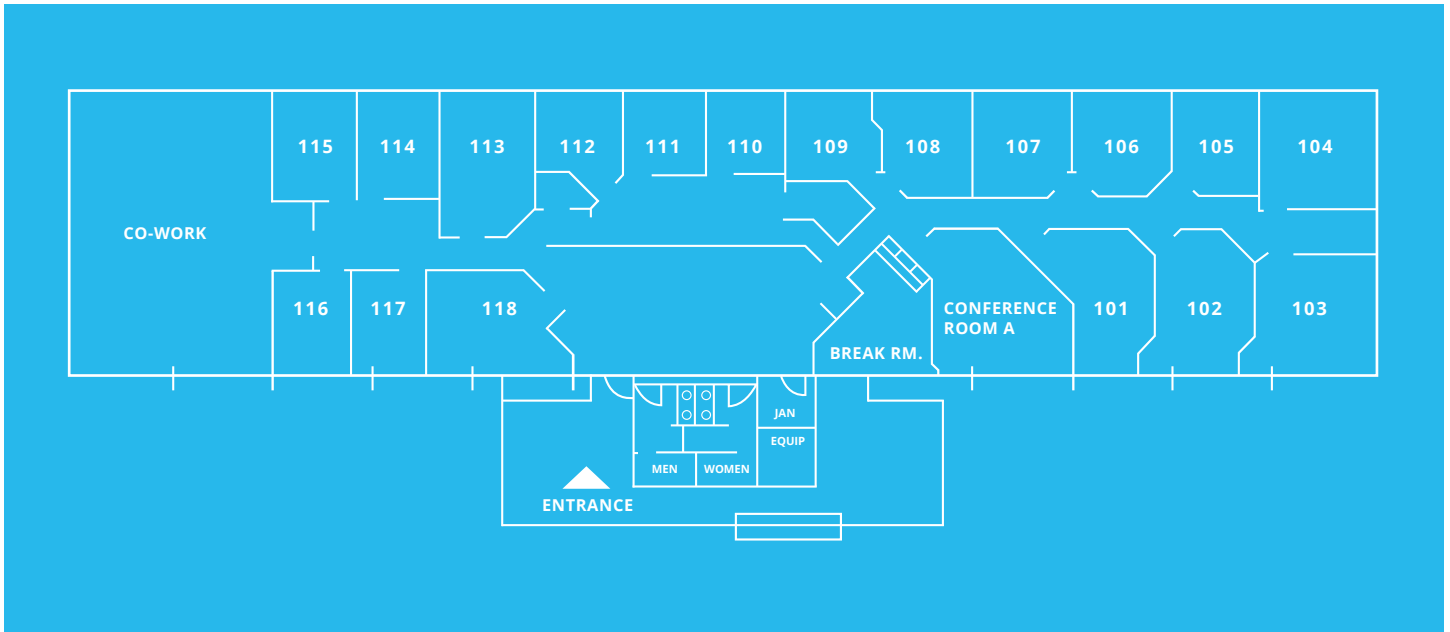 115
114
113
112
111
110
109
108
107
106
105
104
CO-WORK
116
117
118
CONFERENCE
ROOM A
101
102
103
BREAK RM.
JAN
EQUIP
MEN
WOMEN
ENTRANCE